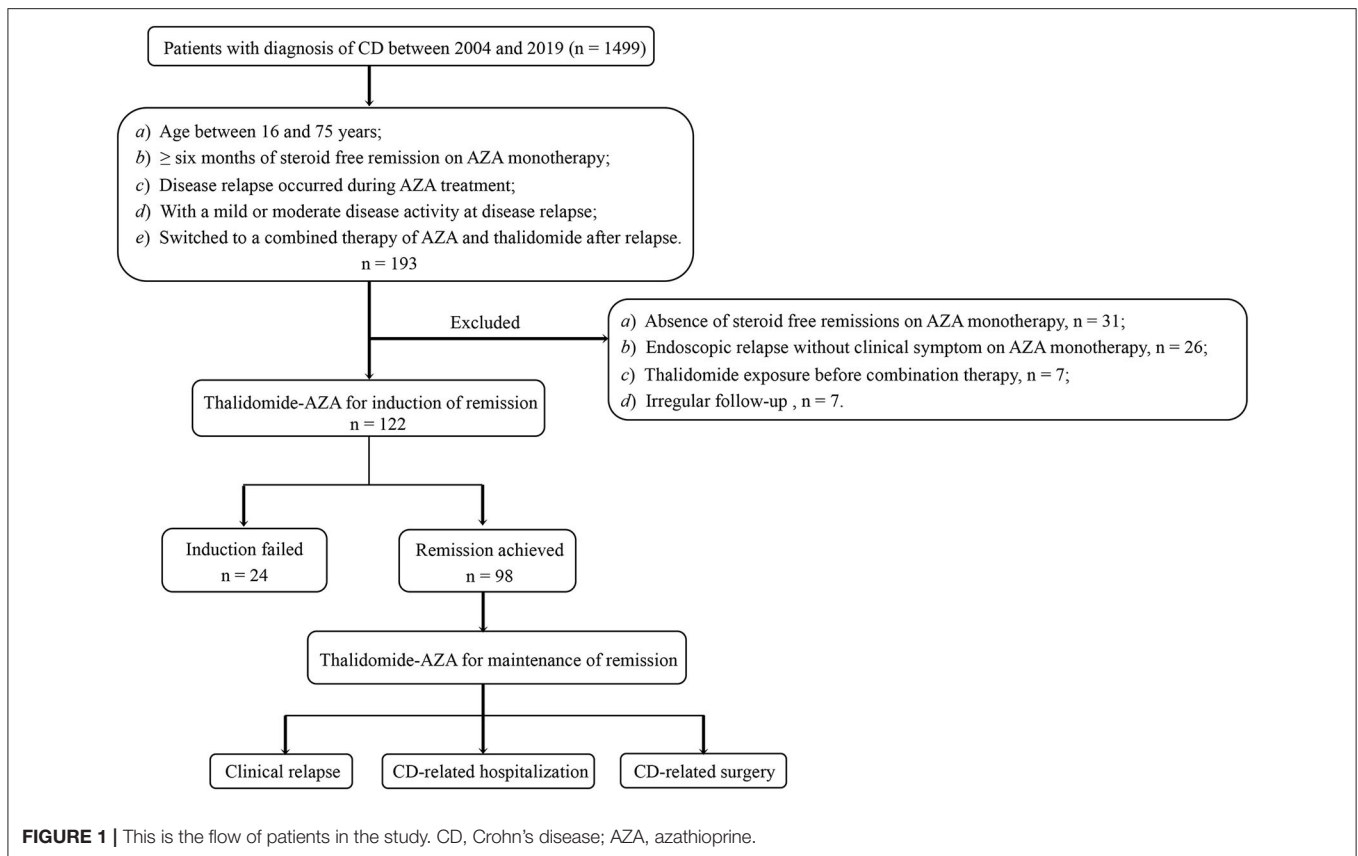 Patients with diagnosis of CD between 2004 and 2019 (n = 1499)
a) Age between 16 and 75 years;
b) ≥ six months of steroid free remission on AZA monotherapy;
c) Disease relapse occurred during AZA treatment;
d) With a mild or moderate disease activity at disease relapse;
e) Switched to a combined therapy of AZA and thalidomide after relapse.
n = 193
Excluded
a) Absence of steroid free remissions on AZA monotherapy, n = 31;
b) Endoscopic relapse without clinical symptom on AZA monotherapy, n = 26;
c) Thalidomide exposure before combination therapy, n = 7;
d) Irregular follow-up , n = 7.
Thalidomide-AZA for induction of remission
n = 122
Induction failed
n = 24
Remission achieved
n = 98
Thalidomide-AZA for maintenance of remission
Clinical relapse
CD-related hospitalization
CD-related surgery
FIGURE 1 | This is the flow of patients in the study. CD, Crohn's disease; AZA, azathioprine.